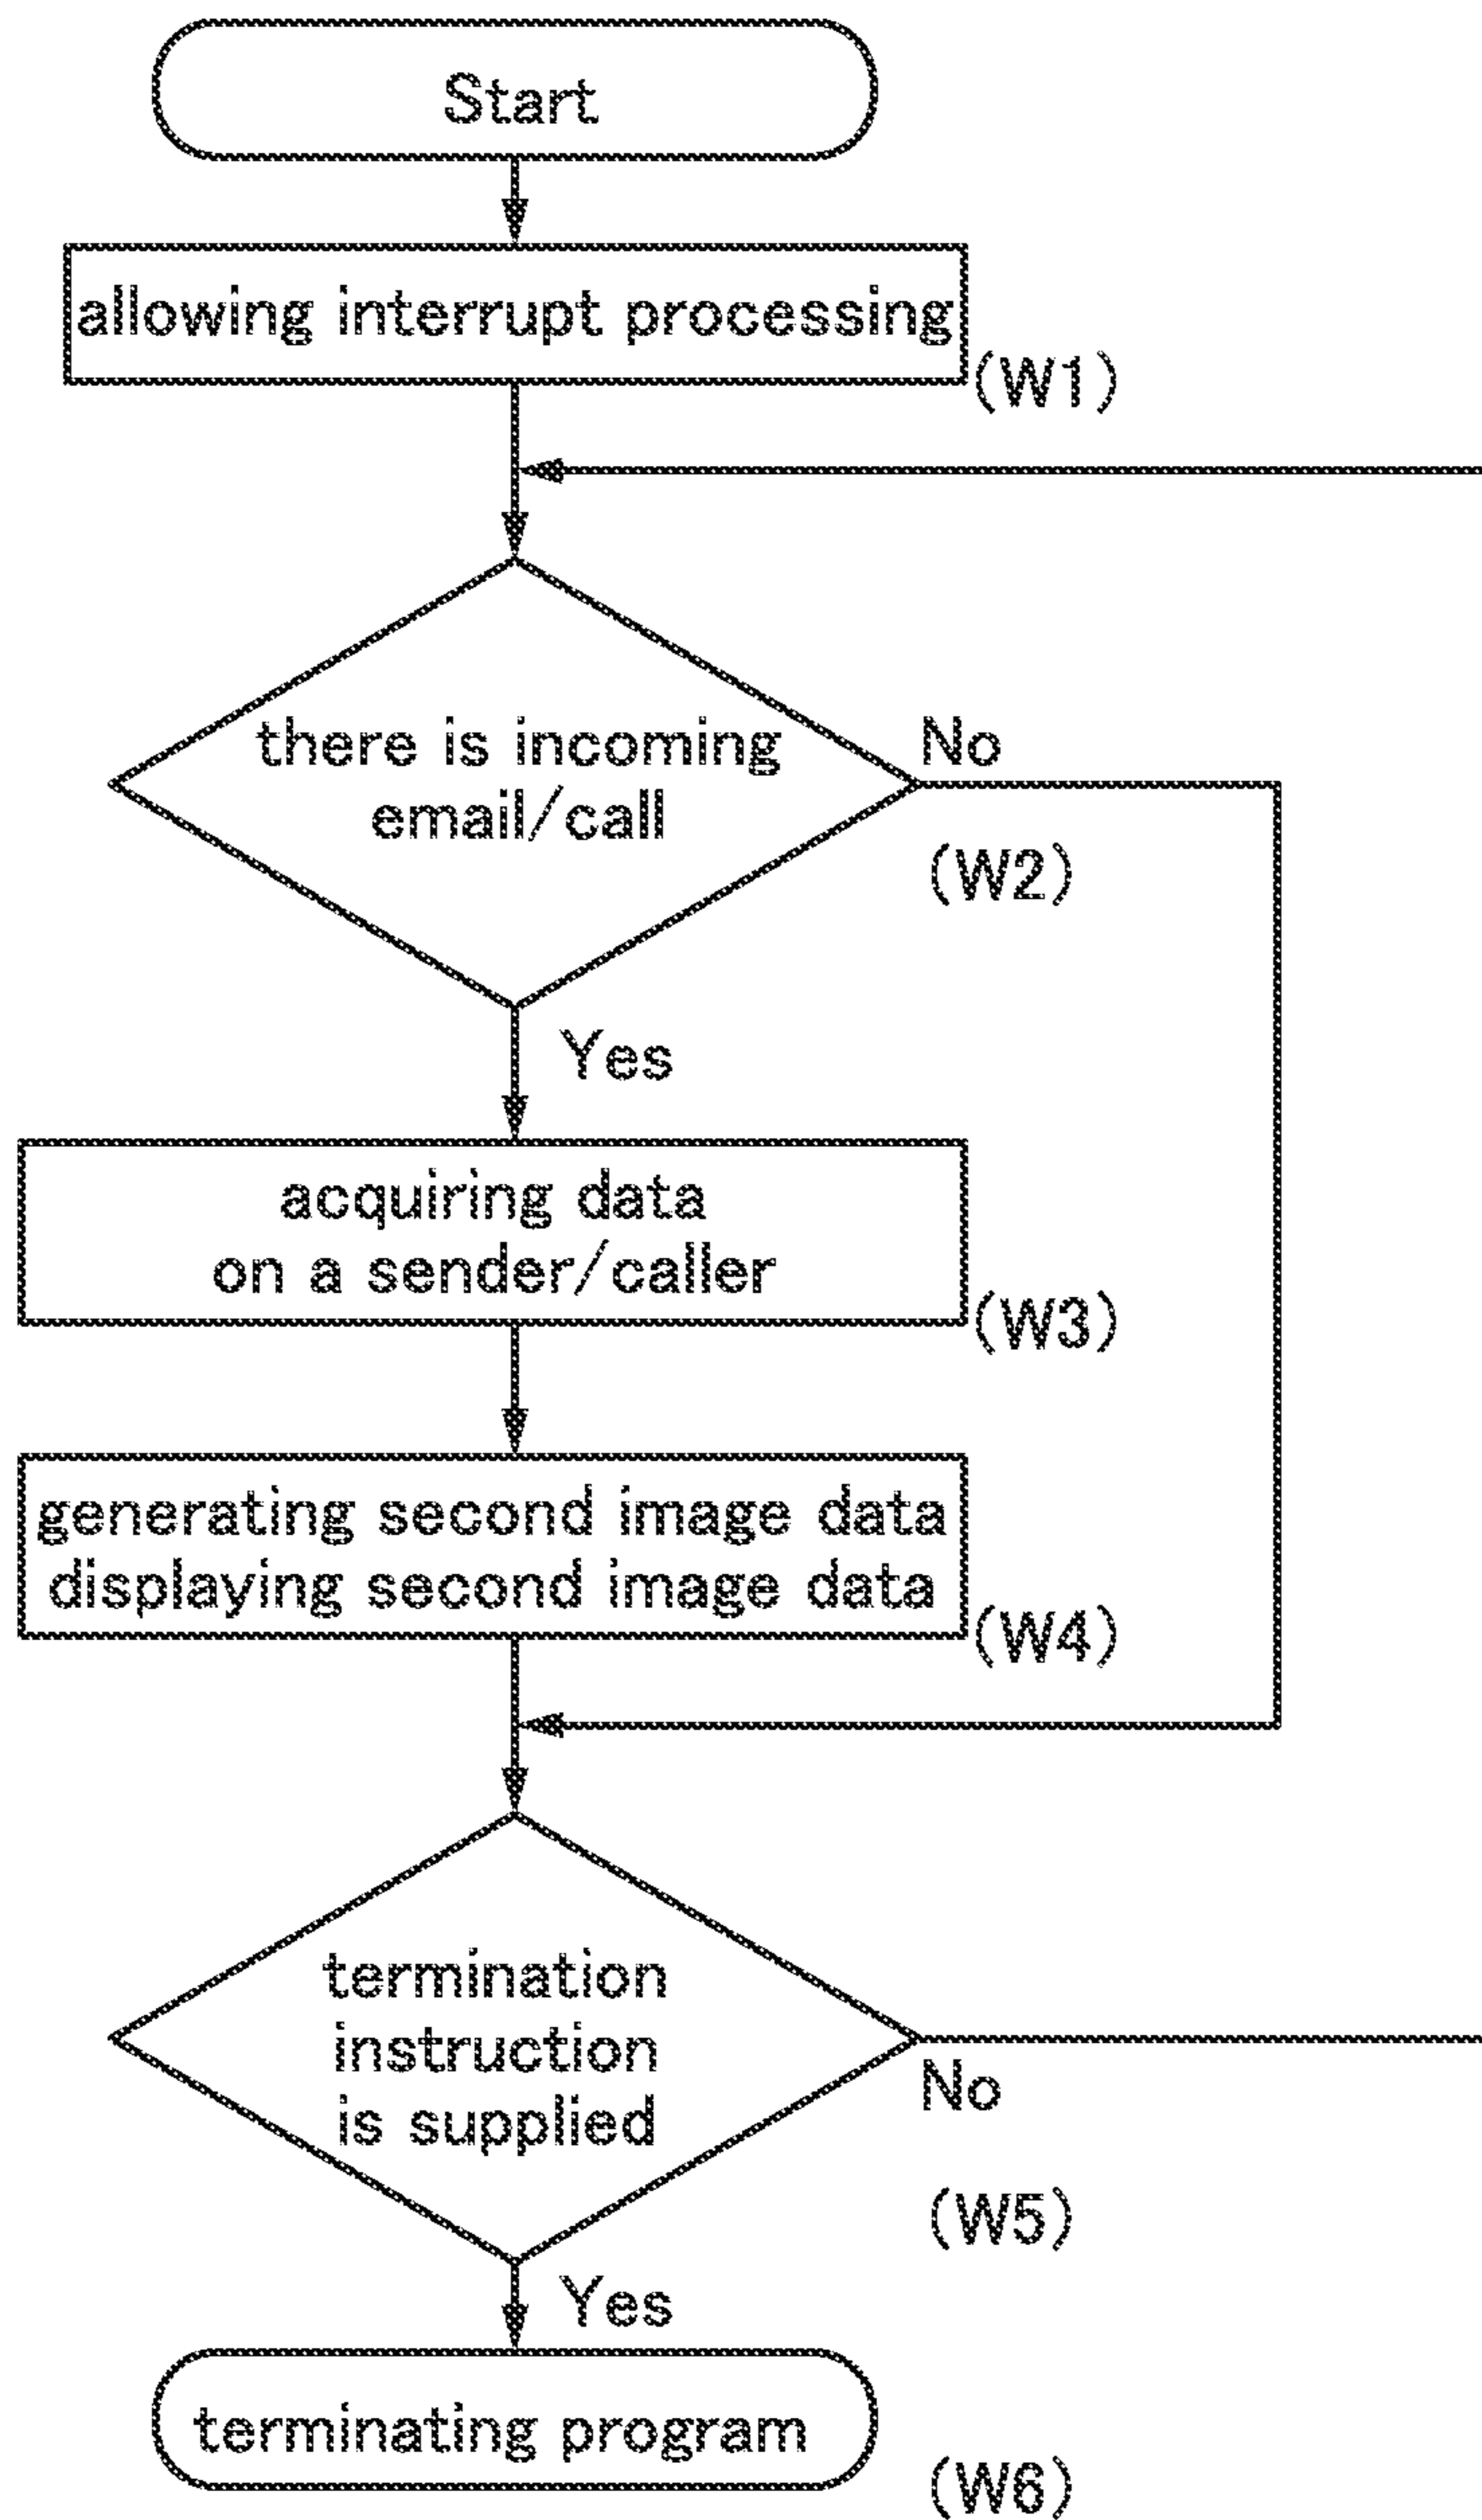 Start
allowing interrupt processing
(W1)
there is incoming
email/call
No
(W2)
Yes
acquiring data
on a sender/caller
(W3)
generating second image data
displaying second image data
(W4)
termination
instruction
is supplied
No
(W5)
Yes
terminating program
(W6)